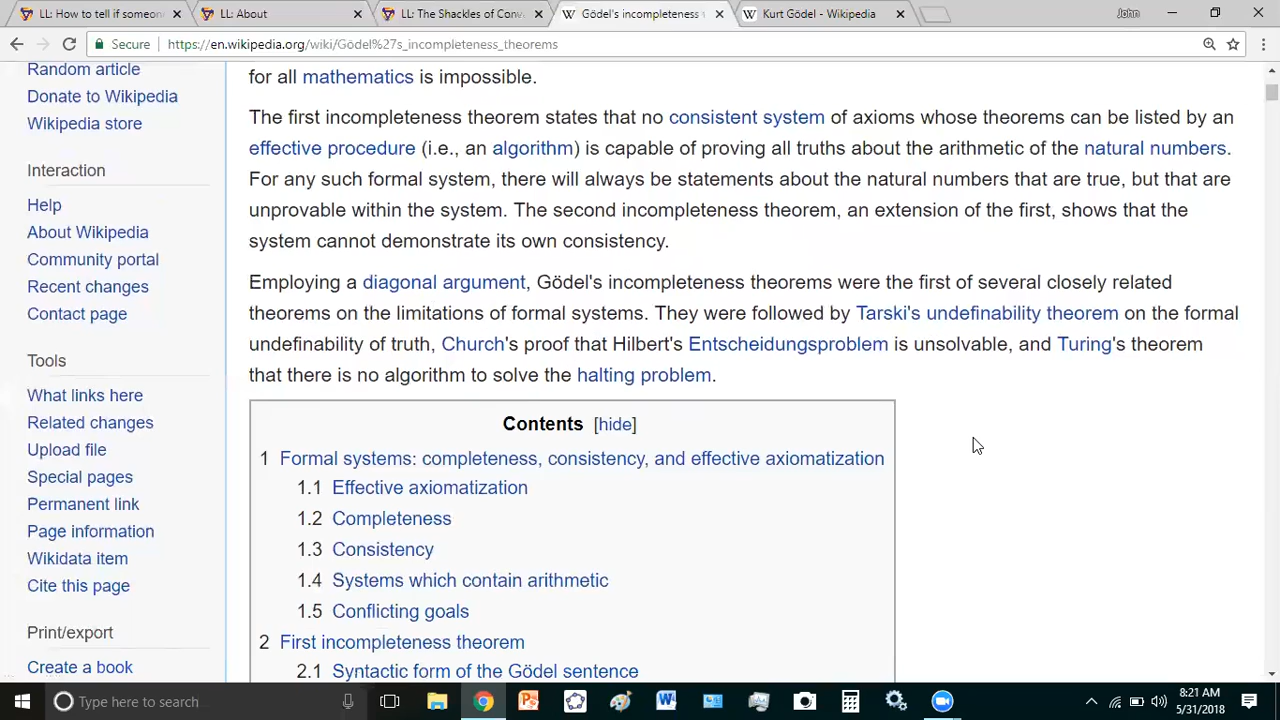 LL: How to tell if someon
LL: About
LL: The Shackles of Conv
Gödel's incompleteness
Kurt Gödel - Wikipedia
John
Secure
https://en.wikipedia.org/wiki/Gödel%27s_incompleteness_theorems
Random article
Donate to Wikipedia
Wikipedia store
Interaction
Help
About Wikipedia
Community portal
Recent changes
Contact page
Tools
What links here
Related changes
Upload file
Special pages
Permanent link
Page information
Wikidata item
Cite this page
Print/export
Create a book
for all mathematics is impossible.
The first incompleteness theorem states that no consistent system of axioms whose theorems can be listed by an
effective procedure (i.e., an algorithm) is capable of proving all truths about the arithmetic of the natural numbers.
For any such formal system, there will always be statements about the natural numbers that are true, but that are
unprovable within the system. The second incompleteness theorem, an extension of the first, shows that the
system cannot demonstrate its own consistency.
Employing a diagonal argument, Gödel's incompleteness theorems were the first of several closely related
theorems on the limitations of formal systems. They were followed by Tarski's undefinability theorem on the formal
undefinability of truth, Church's proof that Hilbert's Entscheidungsproblem is unsolvable, and Turing's theorem
that there is no algorithm to solve the halting problem.
Contents [hide]
1 Formal systems: completeness, consistency, and effective axiomatization
1.1 Effective axiomatization
1.2 Completeness
1.3 Consistency
1.4 Systems which contain arithmetic
1.5 Conflicting goals
2 First incompleteness theorem
2.1 Syntactic form of the Gödel sentence
Type here to search
8:21 AM
5/31/2018